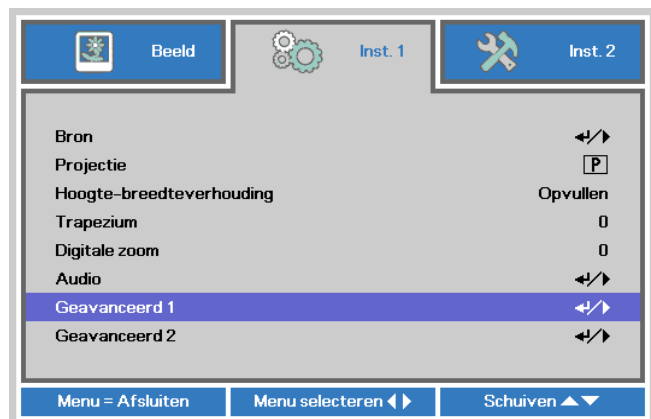 Beeld
Inst. 1
Inst. 2
Bron ↵/▶
Projectie P
Hoogte-breedteverhouding Opvullen
Trapezium 0
Digitale zoom 0
Audio ↵/▶
Geavanceerd 1 ↵/▶
Geavanceerd 2 ↵/▶
Menu = Afsluiten
Menu selecteren ◀ ▶
Schuiven ▲▼